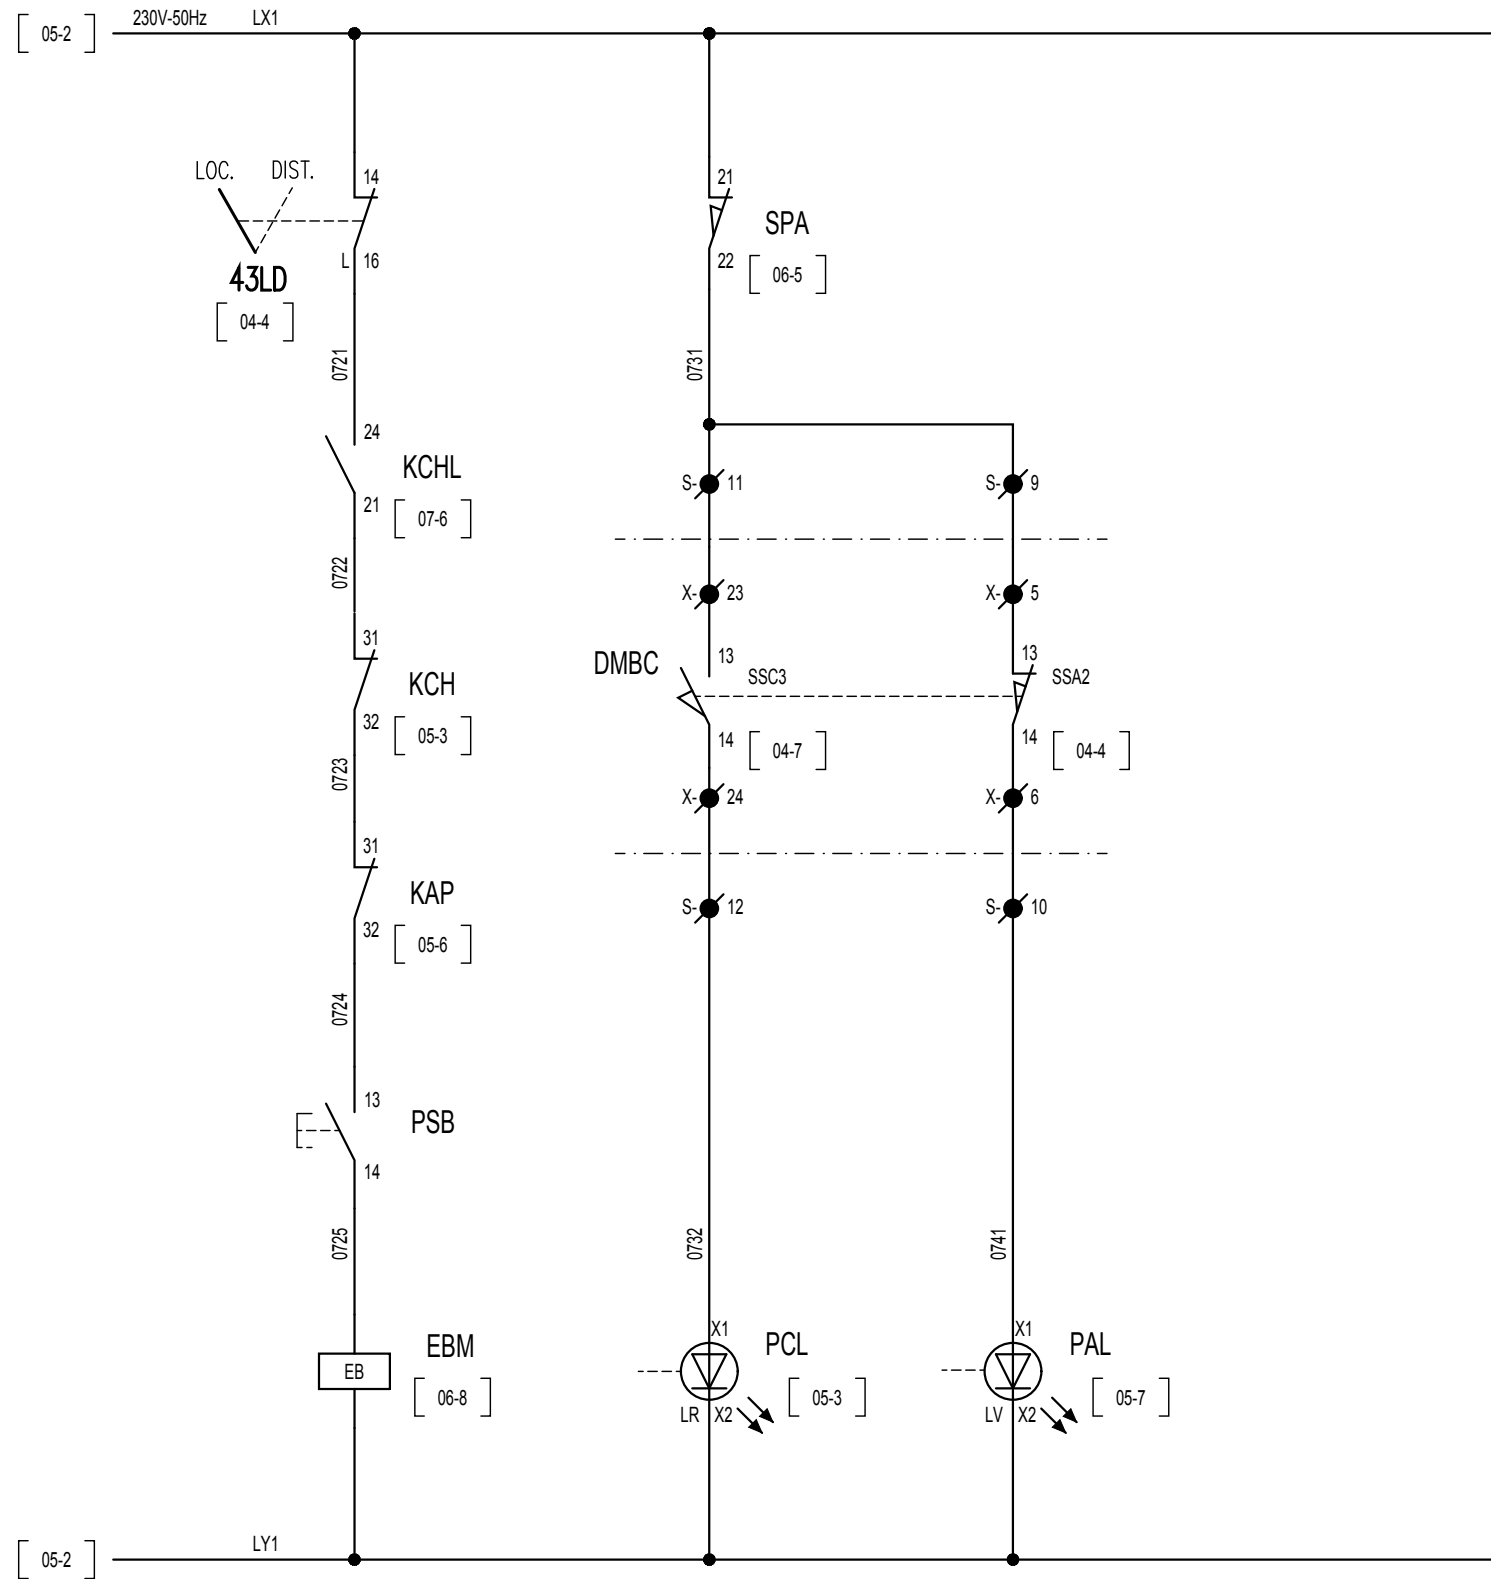 05-2 230V-50Hz LX1
LOC. DIST. 14 21
SPA
L 16 22 06-5
43LD
04-4
0721 0731
24
KCHL
21 07-6 S- 11 S- 9
0722 X- 23 X- 5
31 13 13
KCH DMBC SSC3 SSA2
32 05-3 14 04-7 14 04-4
0723 X- 24 X- 6
31
KAP
32 05-6 S- 12 S- 10
0724
13
PSB
14
0725 0732 0741
X1 X1
EBM PCL PAL
EB
06-8 05-3 05-7
LR X2 LV X2
05-2 LY1